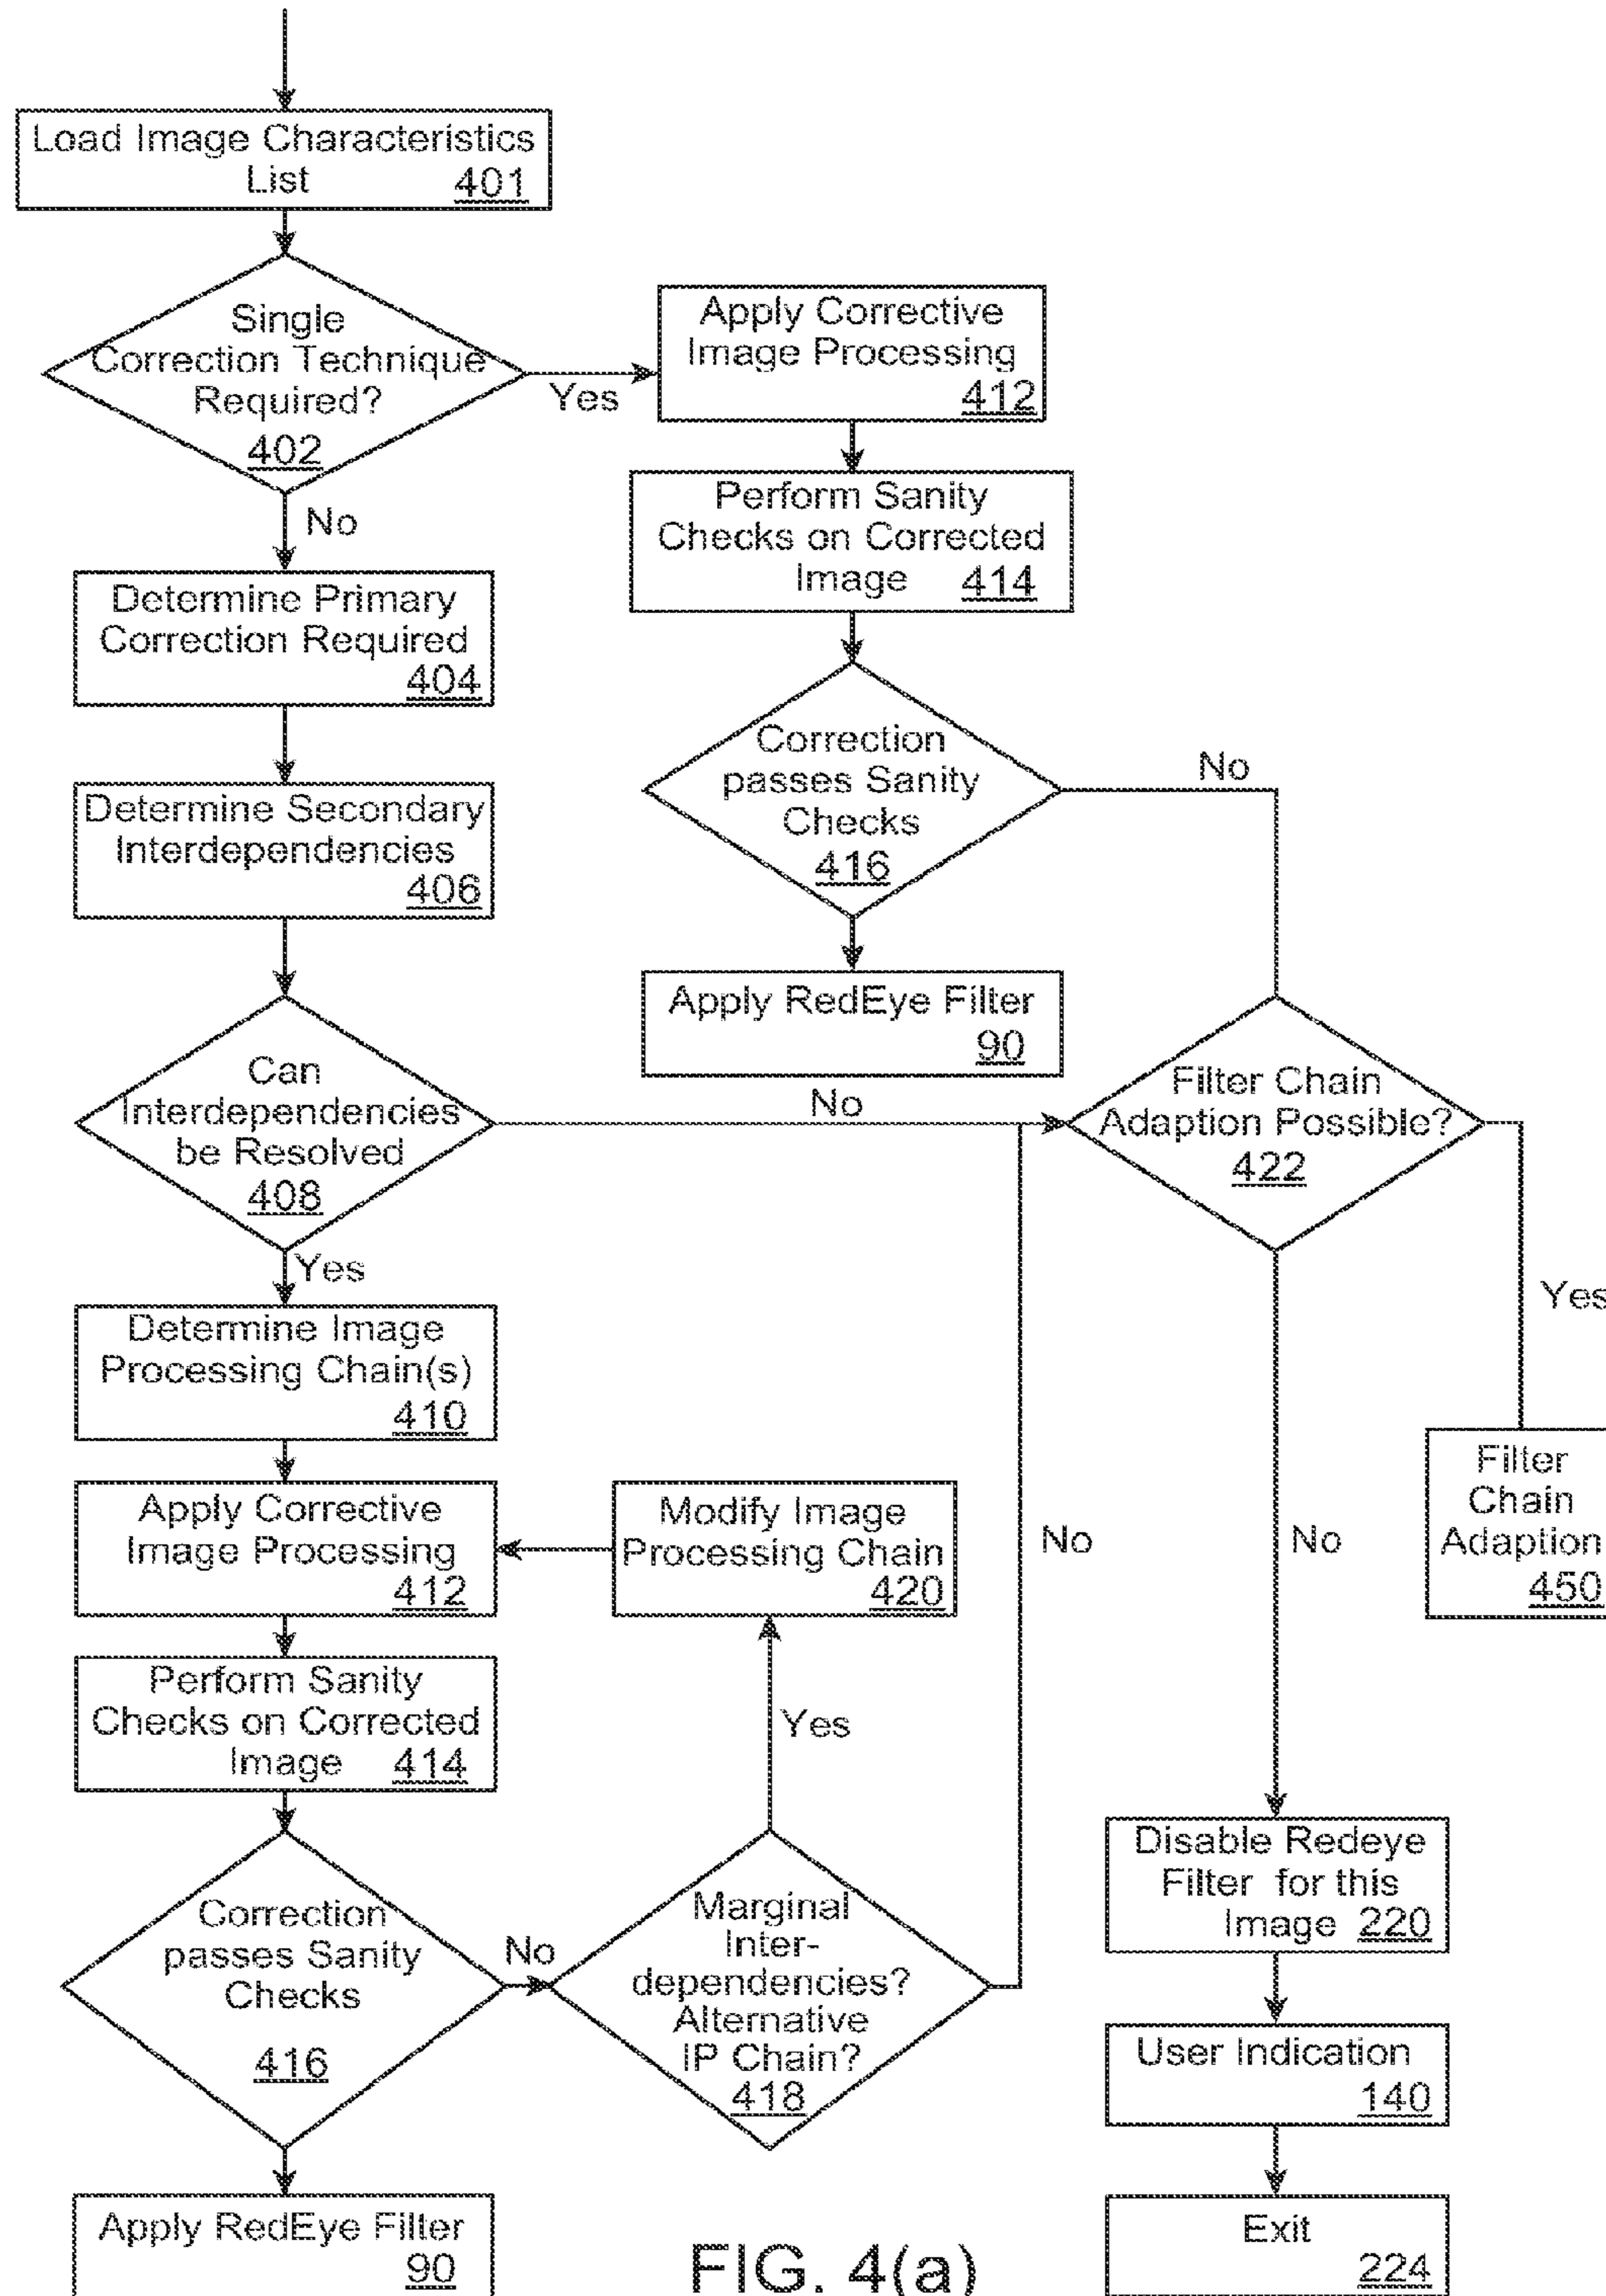 Load Image Characteristics
List 401
Single
Correction Technique
Required?
402
Yes
No
Apply Corrective
Image Processing
412
Perform Sanity
Checks on Corrected
Image 414
Determine Primary
Correction Required
404
Correction
passes Sanity
Checks
416
No
Determine Secondary
Interdependencies
406
Apply RedEye Filter
90
Can
Interdependencies
be Resolved
408
No
Yes
Filter Chain
Adaption Possible?
422
Yes
No
Filter
Chain
Adaption
450
Determine Image
Processing Chain(s)
410
Apply Corrective
Image Processing
412
Modify Image
Processing Chain
420
No
Perform Sanity
Checks on Corrected
Image 414
Yes
Correction
passes Sanity
Checks
416
No
Marginal
Inter-
dependencies?
Alternative
IP Chain?
418
Disable Redeye
Filter for this
Image 220
User Indication
140
Apply RedEye Filter
90
Exit
224
FIG. 4(a)